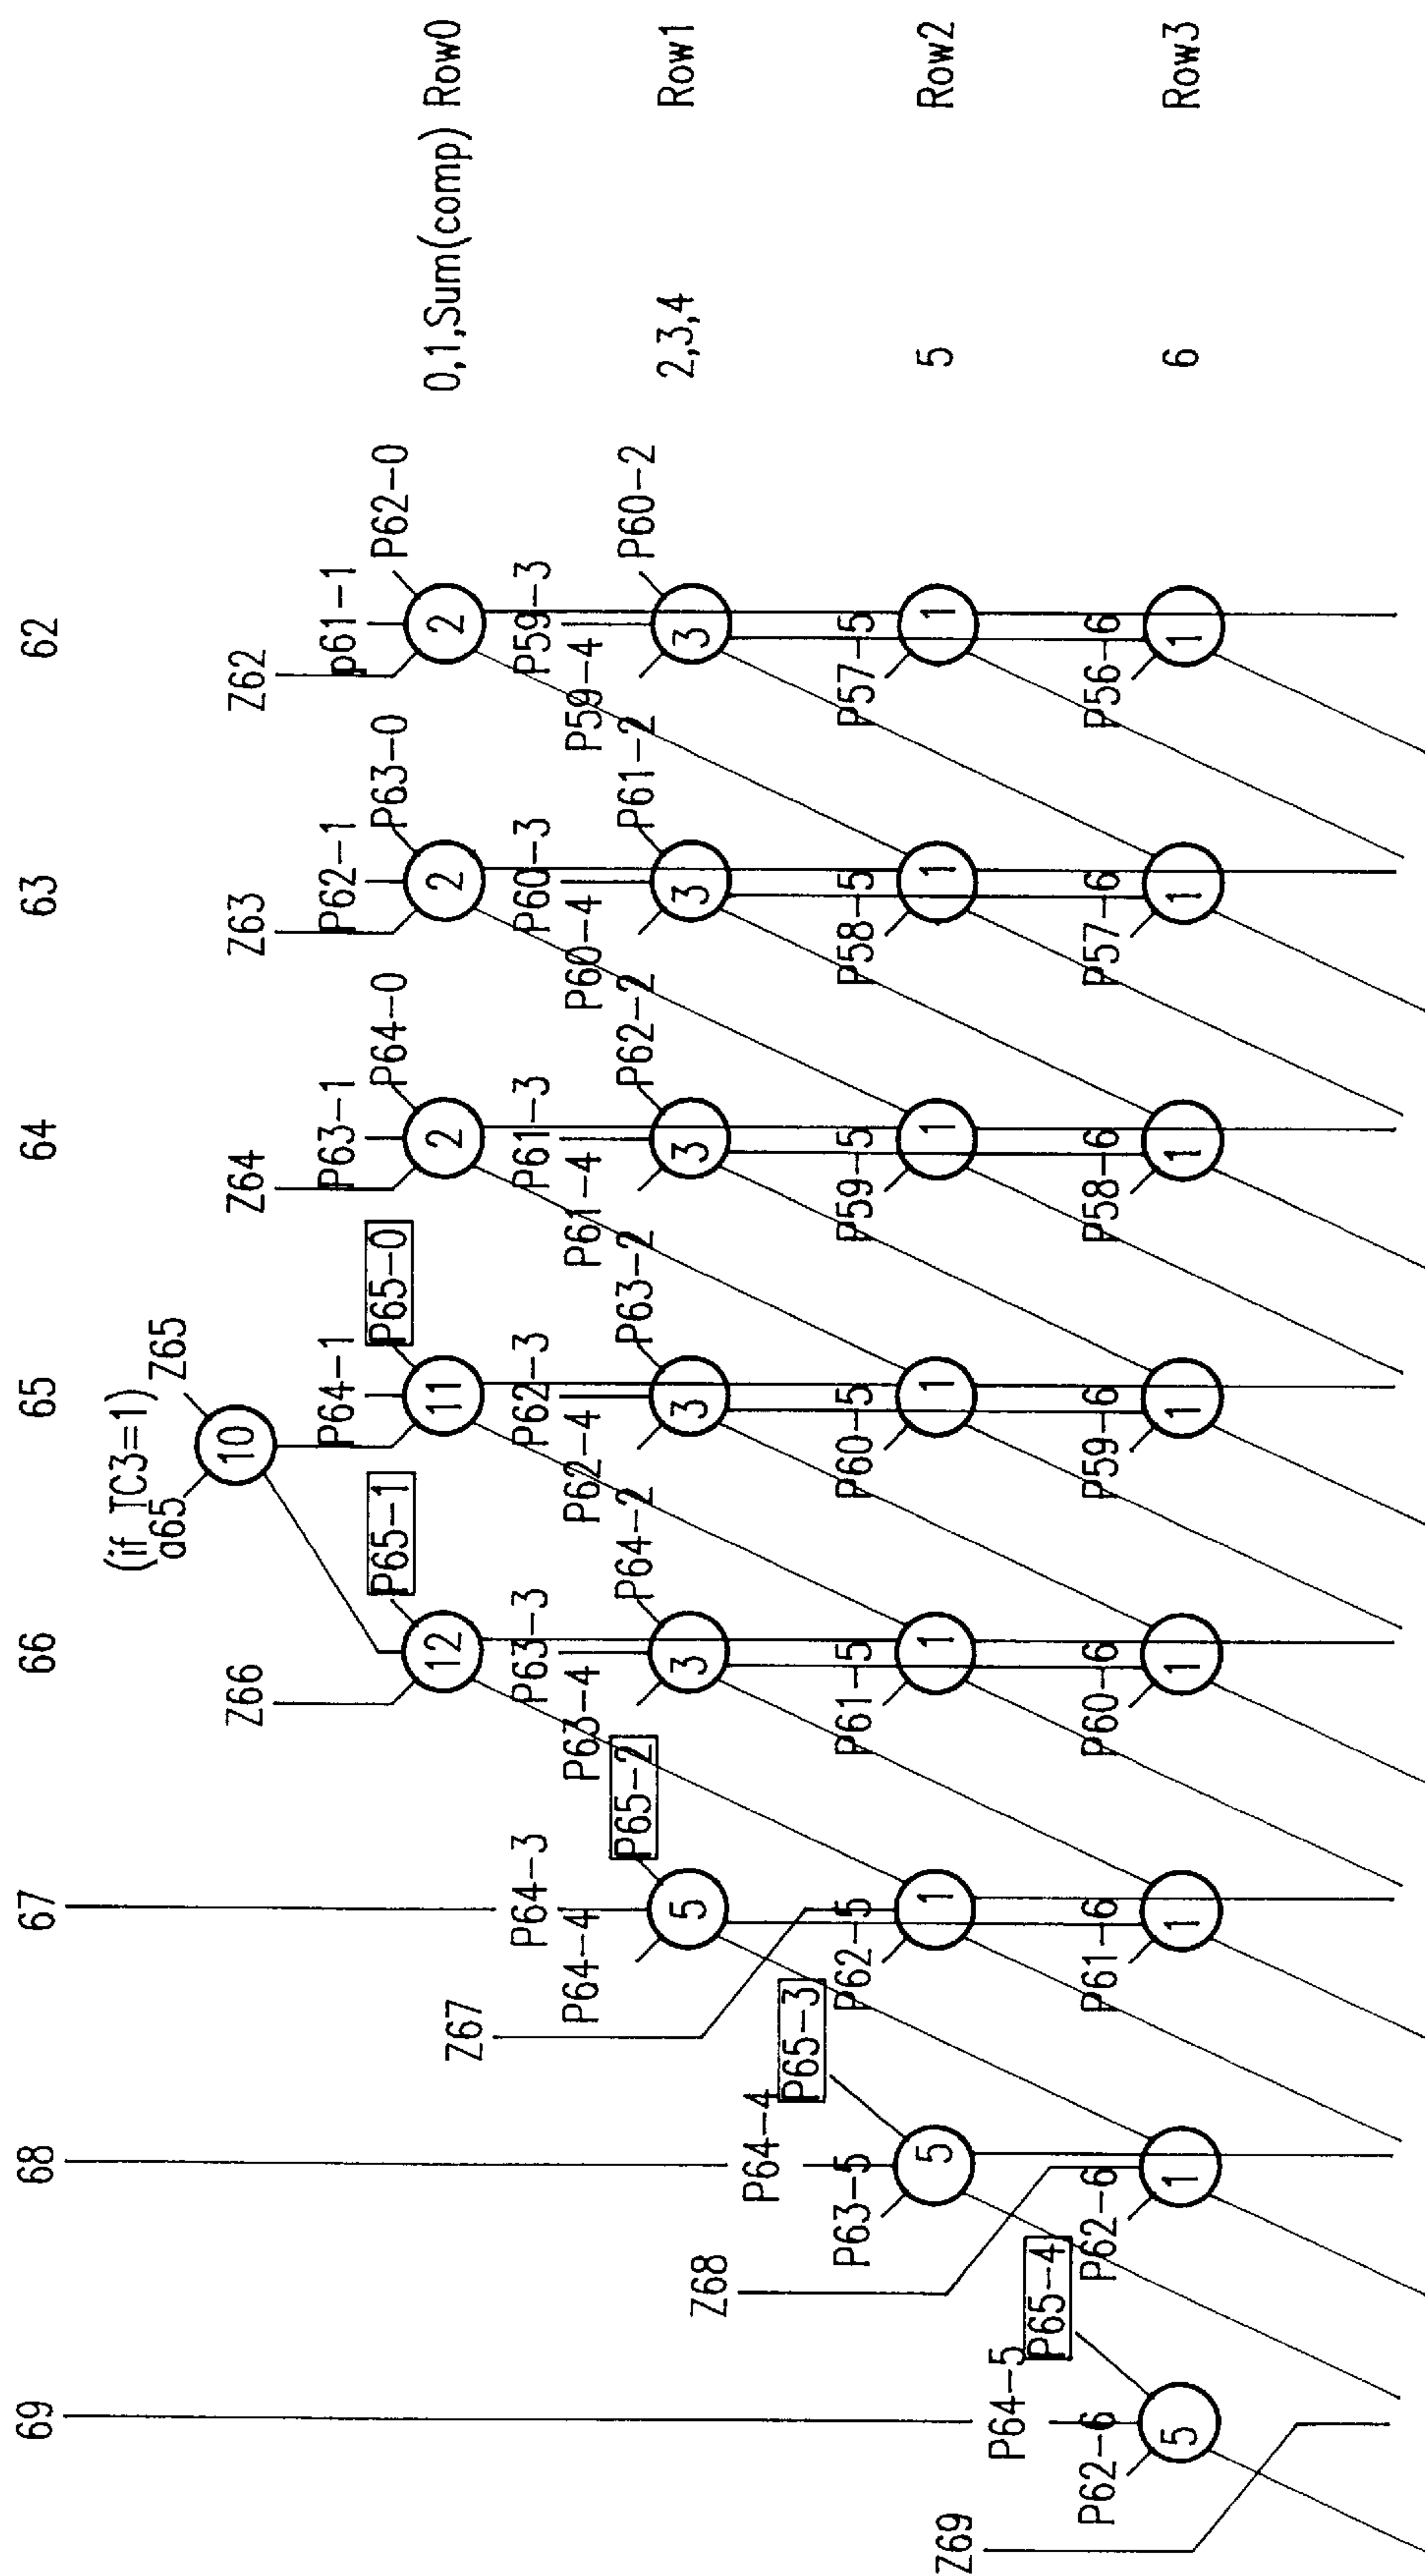 69 68 67 66 65 64 63 62
(if TC3=1)
a65 Z65
10
Z66 Z64 Z63 Z62
P64-1 P63-1 P62-1 p61-1
P65-1 P65-0 P64-0 P63-0 P62-0
12 11 2 2 2 0,1,Sum(comp) Row0
Z67
P64-3 P63-3 P62-3 P61-3 P60-3 P59-3
P64-4 P63-4 P62-4 P61-4 P60-4 P59-4
P65-2 P64-2 P63-2 P62-2 P61-2 P60-2
5 3 3 3 3 3 2,3,4 Row1
Z68
P64-4
P65-3
P63-5 P62-5 P61-5 P60-5 P59-5 P58-5 P57-5
5 1 1 1 1 1 1 5 Row2
Z69
P64-5
P65-4
P62-6 P62-6 P61-6 P60-6 P59-6 P58-6 P57-6 P56-6
5 1 1 1 1 1 1 1 6 Row3